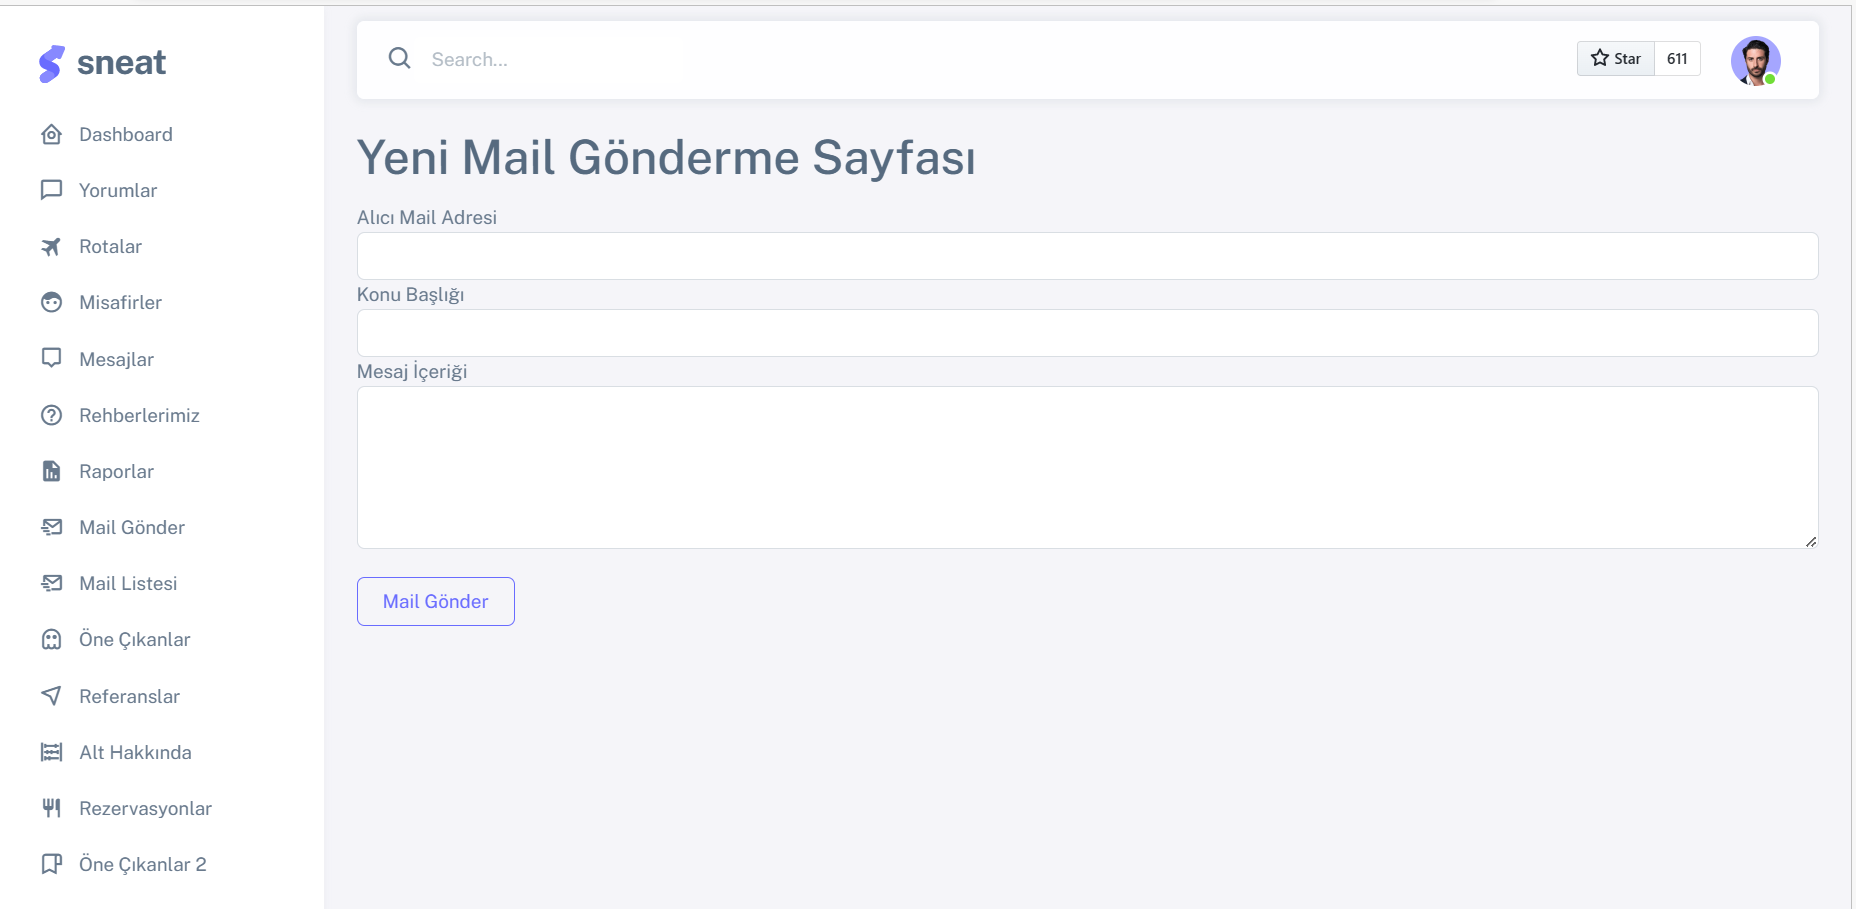 sneat
Dashboard
Yorumlar
Rotalar
Misafirler
Mesajlar
Rehberlerimiz
Raporlar
Mail Gönder
Mail Listesi
Öne Çıkanlar
Referanslar
Alt Hakkında
Rezervasyonlar
Öne Çıkanlar 2
Search...
Star 611
Yeni Mail Gönderme Sayfası
Alıcı Mail Adresi
Konu Başlığı
Mesaj İçeriği
Mail Gönder